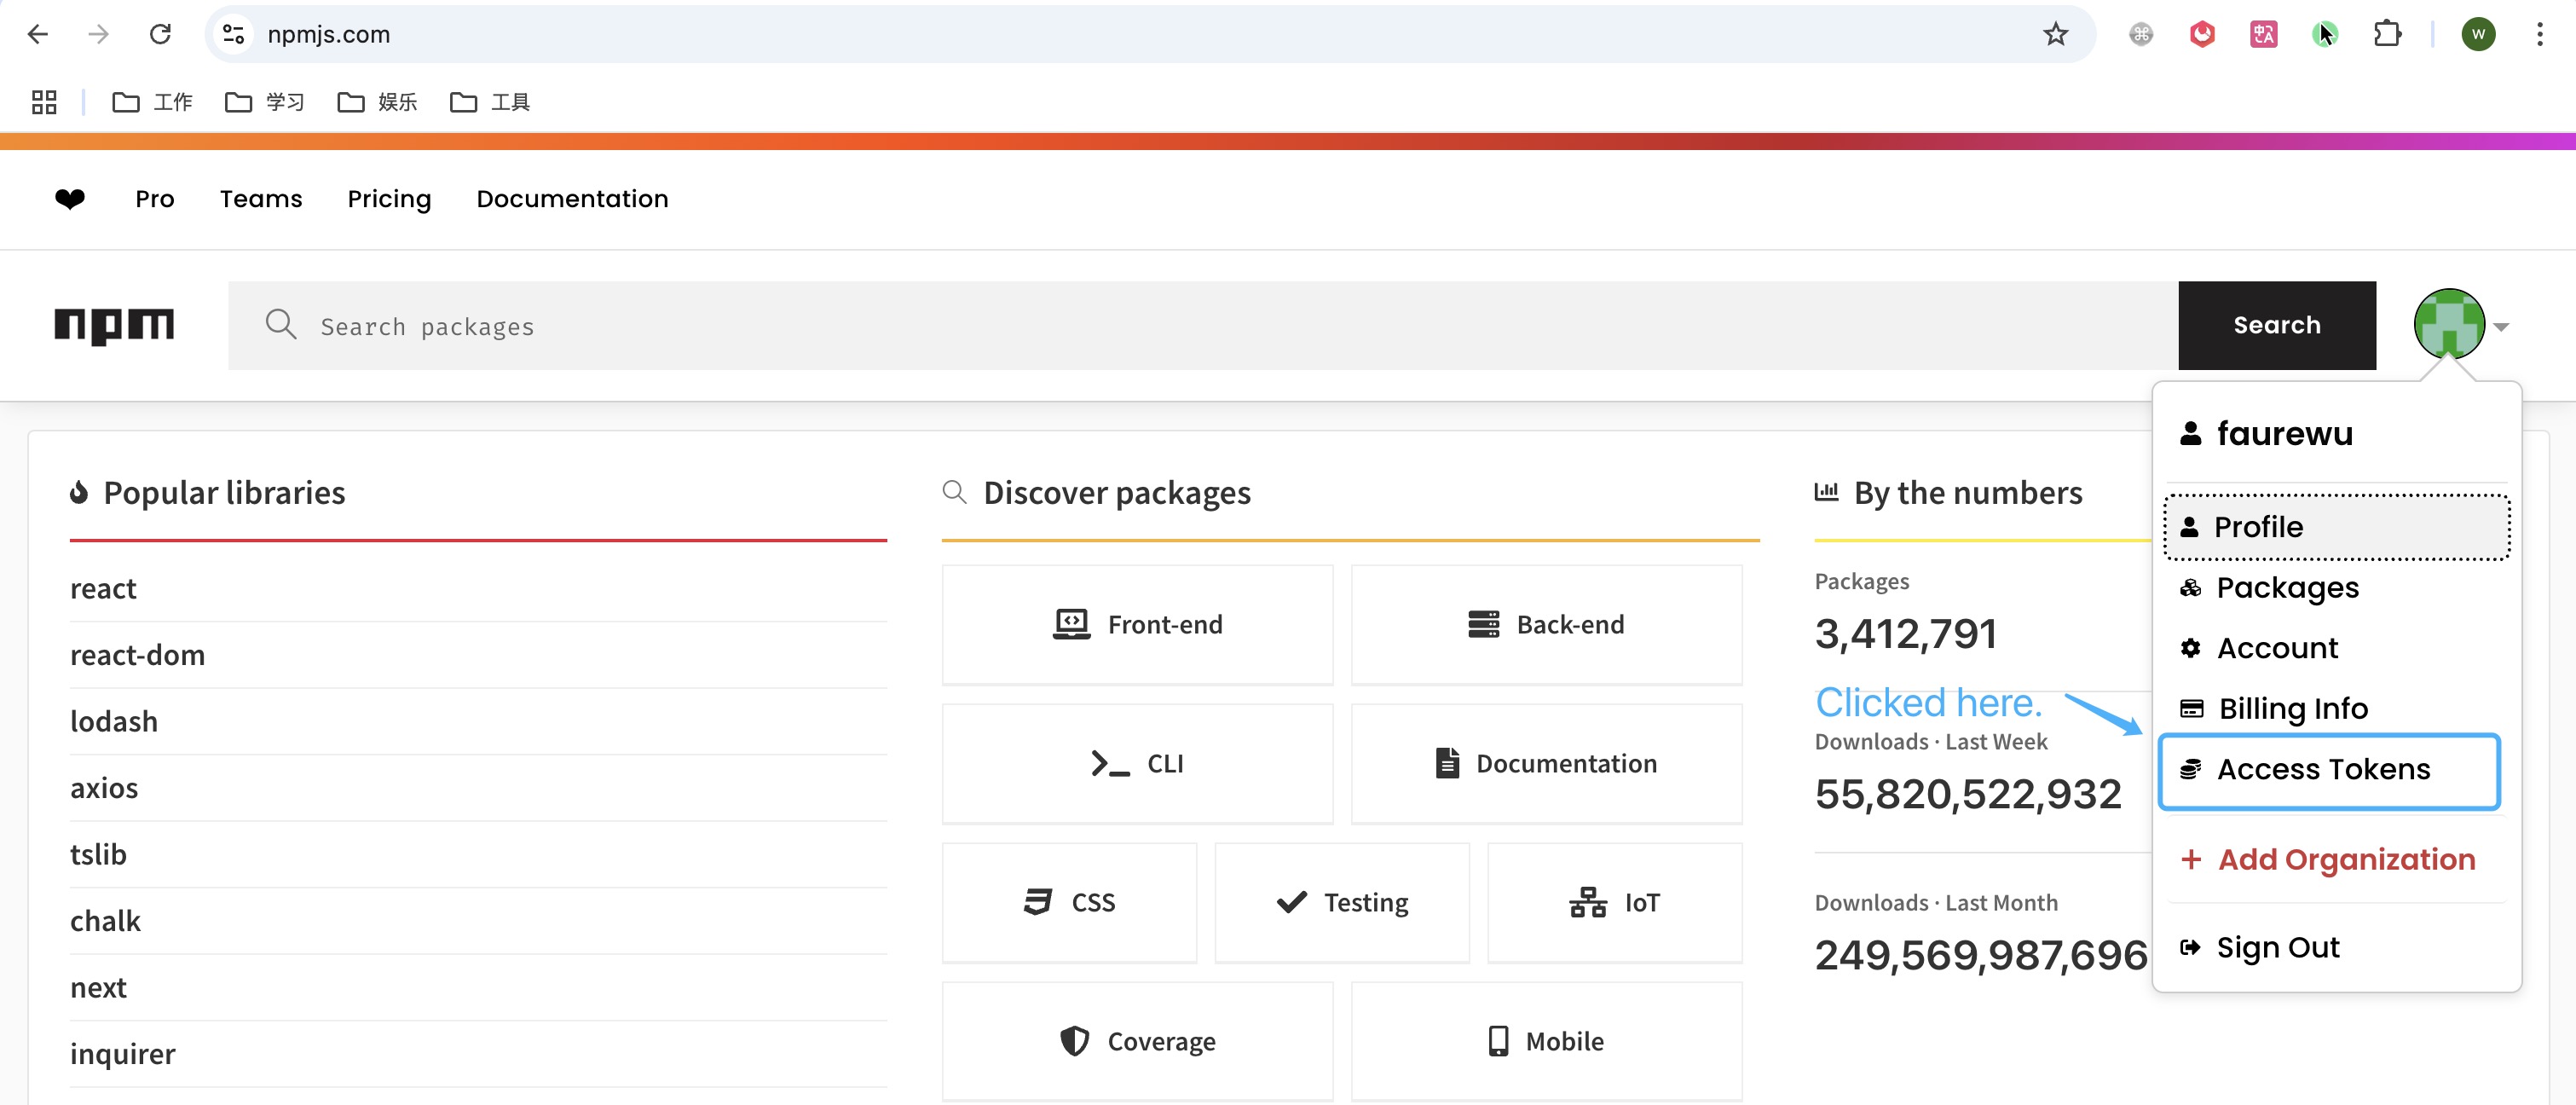 npmjs.com
W
工作
学习
娱乐
工具
Pro
Teams
Pricing
Documentation
npm
Search packages
Search
faurewu
Profile
Packages
Account
Billing Info
Access Tokens
+ Add Organization
Sign Out
Clicked here.
Popular libraries
react
react-dom
lodash
axios
tslib
chalk
next
inquirer
Discover packages
Front-end
Back-end
CLI
Documentation
CSS
Testing
IoT
Coverage
Mobile
By the numbers
Packages
3,412,791
Downloads · Last Week
55,820,522,932
Downloads · Last Month
249,569,987,696